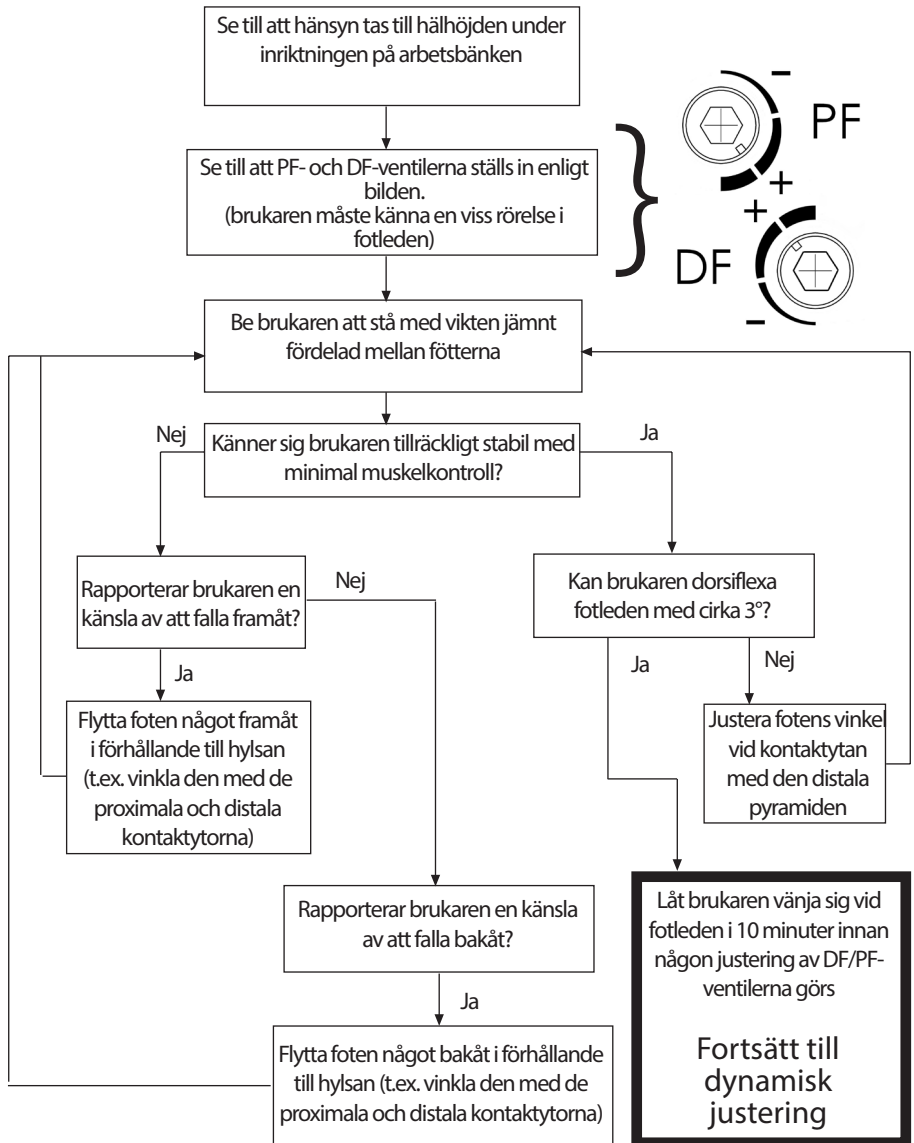 Se till att hänsyn tas till hälhöjden under
inriktningen på arbetsbänken
Se till att PF- och DF-ventilerna ställs in enligt
bilden.
(brukaren måste känna en viss rörelse i
fotleden)
-
PF
+
+
DF
-
Be brukaren att stå med vikten jämnt
fördelad mellan fötterna
Nej
Känner sig brukaren tillräckligt stabil med
minimal muskelkontroll?
Ja
Rapporterar brukaren en
känsla av att falla framåt?
Nej
Kan brukaren dorsiflexa
fotleden med cirka 3°?
Ja
Ja
Nej
Flytta foten något framåt
i förhållande till hylsan
(t.ex. vinkla den med de
proximala och distala
kontaktytorna)
Justera fotens vinkel
vid kontaktytan
med den distala
pyramiden
Rapporterar brukaren en känsla
av att falla bakåt?
Ja
Låt brukaren vänja sig vid
fotleden i 10 minuter innan
någon justering av DF/PF-
ventilerna görs
Fortsätt till
dynamisk
justering
Flytta foten något bakåt i förhållande
till hylsan (t.ex. vinkla den med de
proximala och distala kontaktytorna)